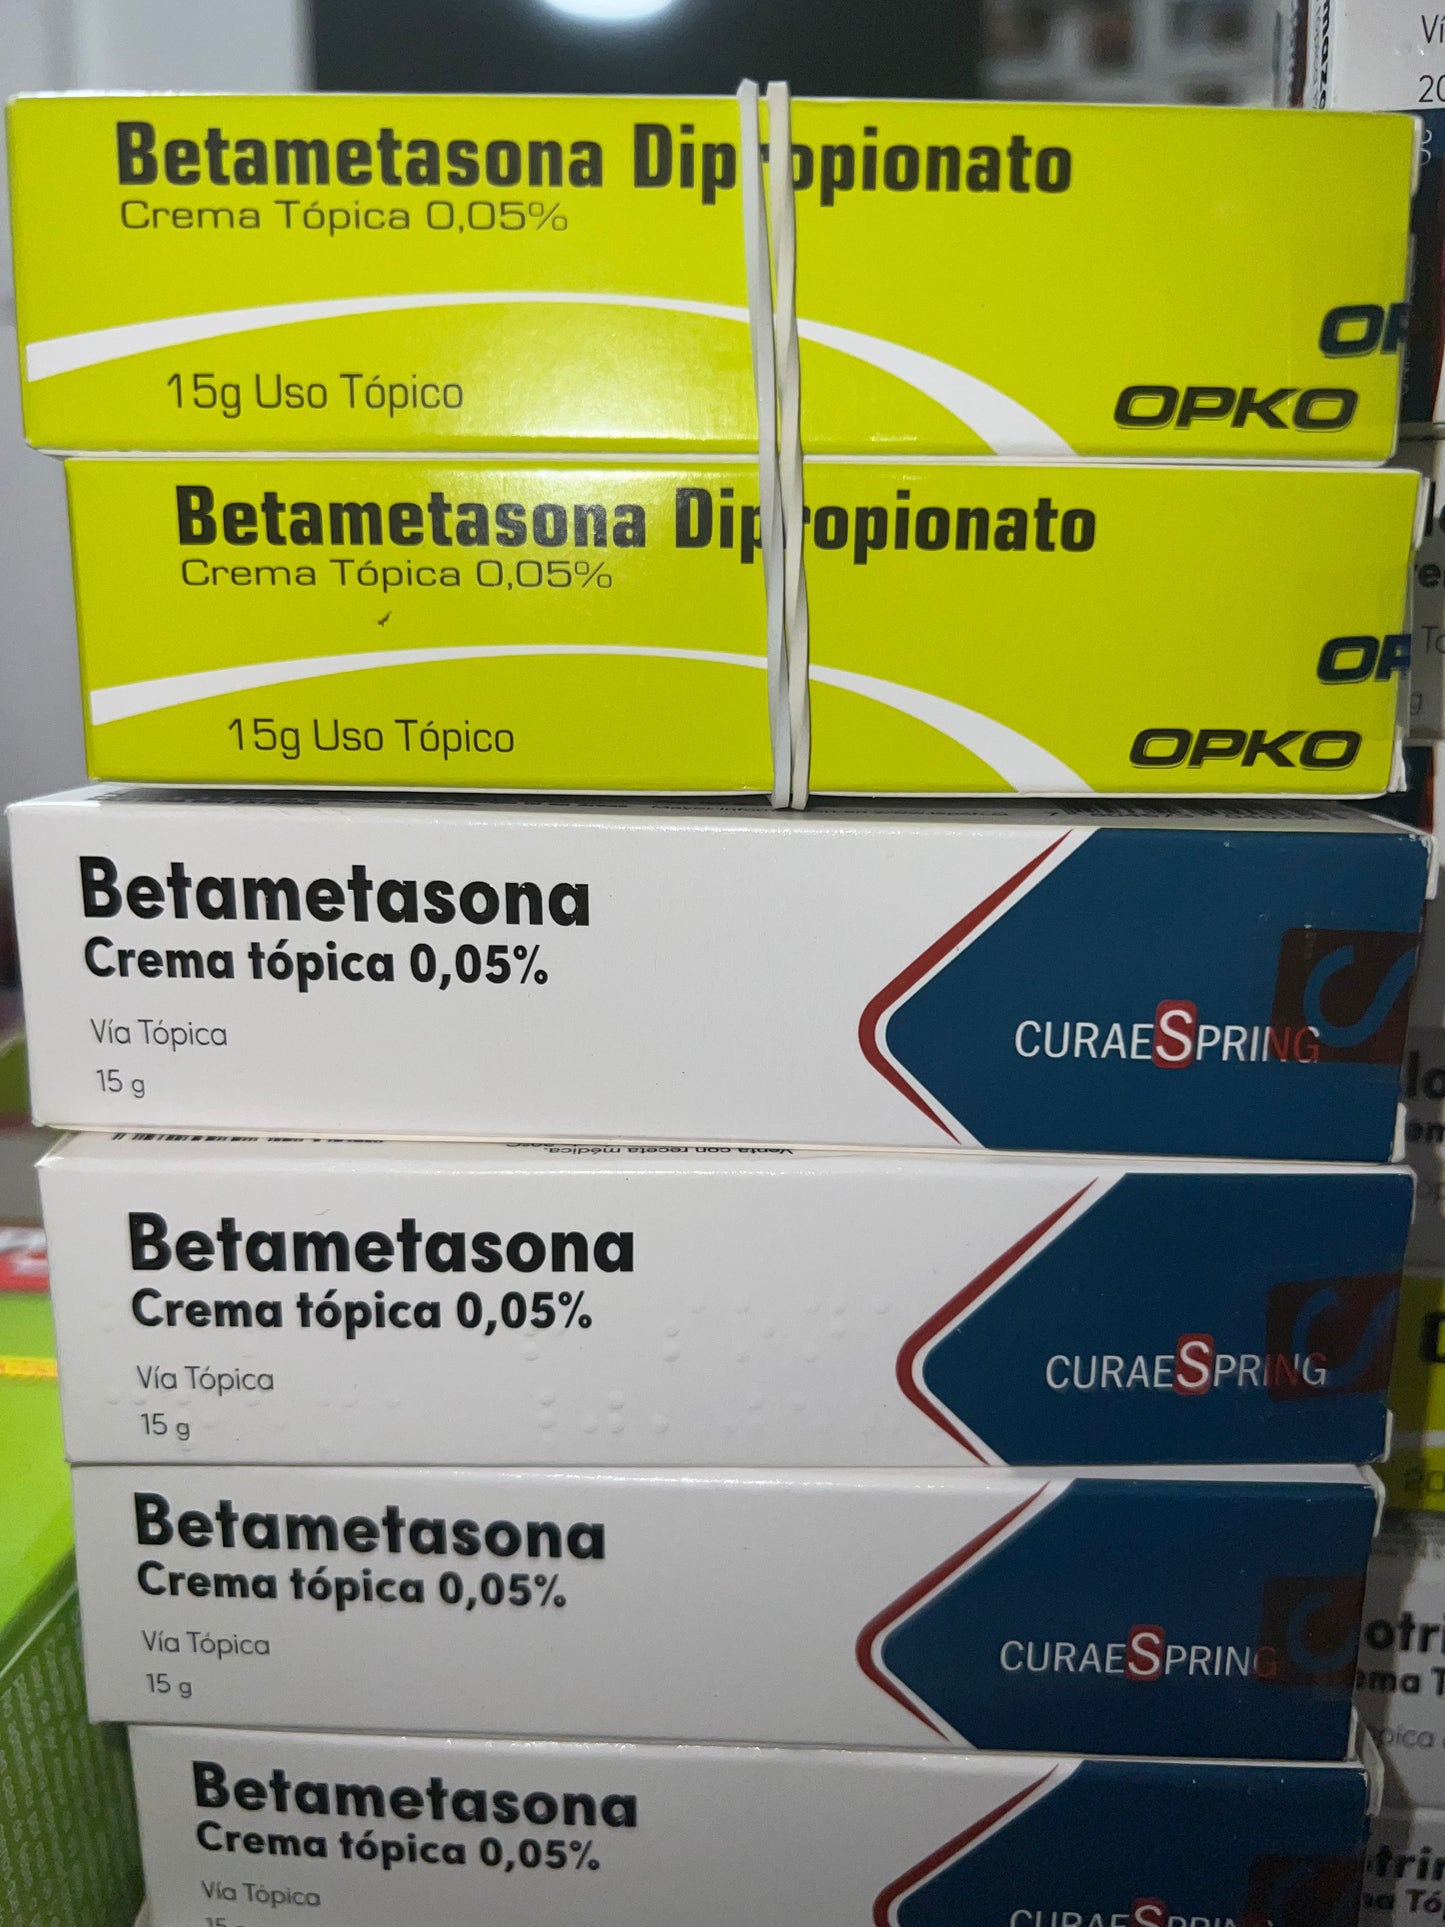 Betametasona Dipropionato
Crema Tópica 0,05%
15g Uso Tópico
OPKO
Betametasona Dipropionato
Crema Tópica 0,05%
15g Uso Tópico
OPKO
Betametasona
Crema tópica 0,05%
Vía Tópica
15 g
CURAESPRING
Venta con receta médica.
Betametasona
Crema tópica 0,05%
Vía Tópica
15 g
CURAESPRING
Betametasona
Crema tópica 0,05%
Vía Tópica
15 g
CURAESPRING
Betametasona
Crema tópica 0,05%
Vía Tópica